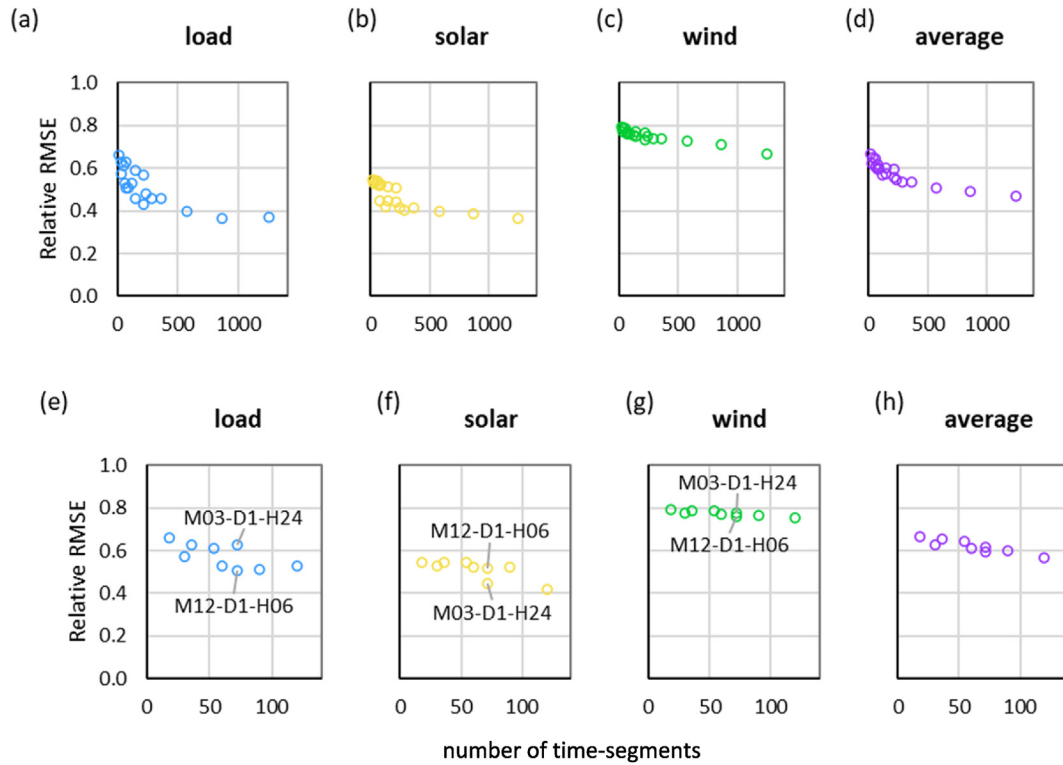 (a) load (b) solar (c) wind (d) average
Relative RMSE
1.0
0.8
0.6
0.4
0.2
0.0
0 500 1000 0 500 1000 0 500 1000 0 500 1000
(e) load (f) solar (g) wind (h) average
Relative RMSE
1.0
0.8
0.6
0.4
0.2
0.0
M03-D1-H24
M12-D1-H06
M12-D1-H06
M03-D1-H24
M03-D1-H24
M12-D1-H06
0 50 100 0 50 100 0 50 100 0 50 100
number of time-segments